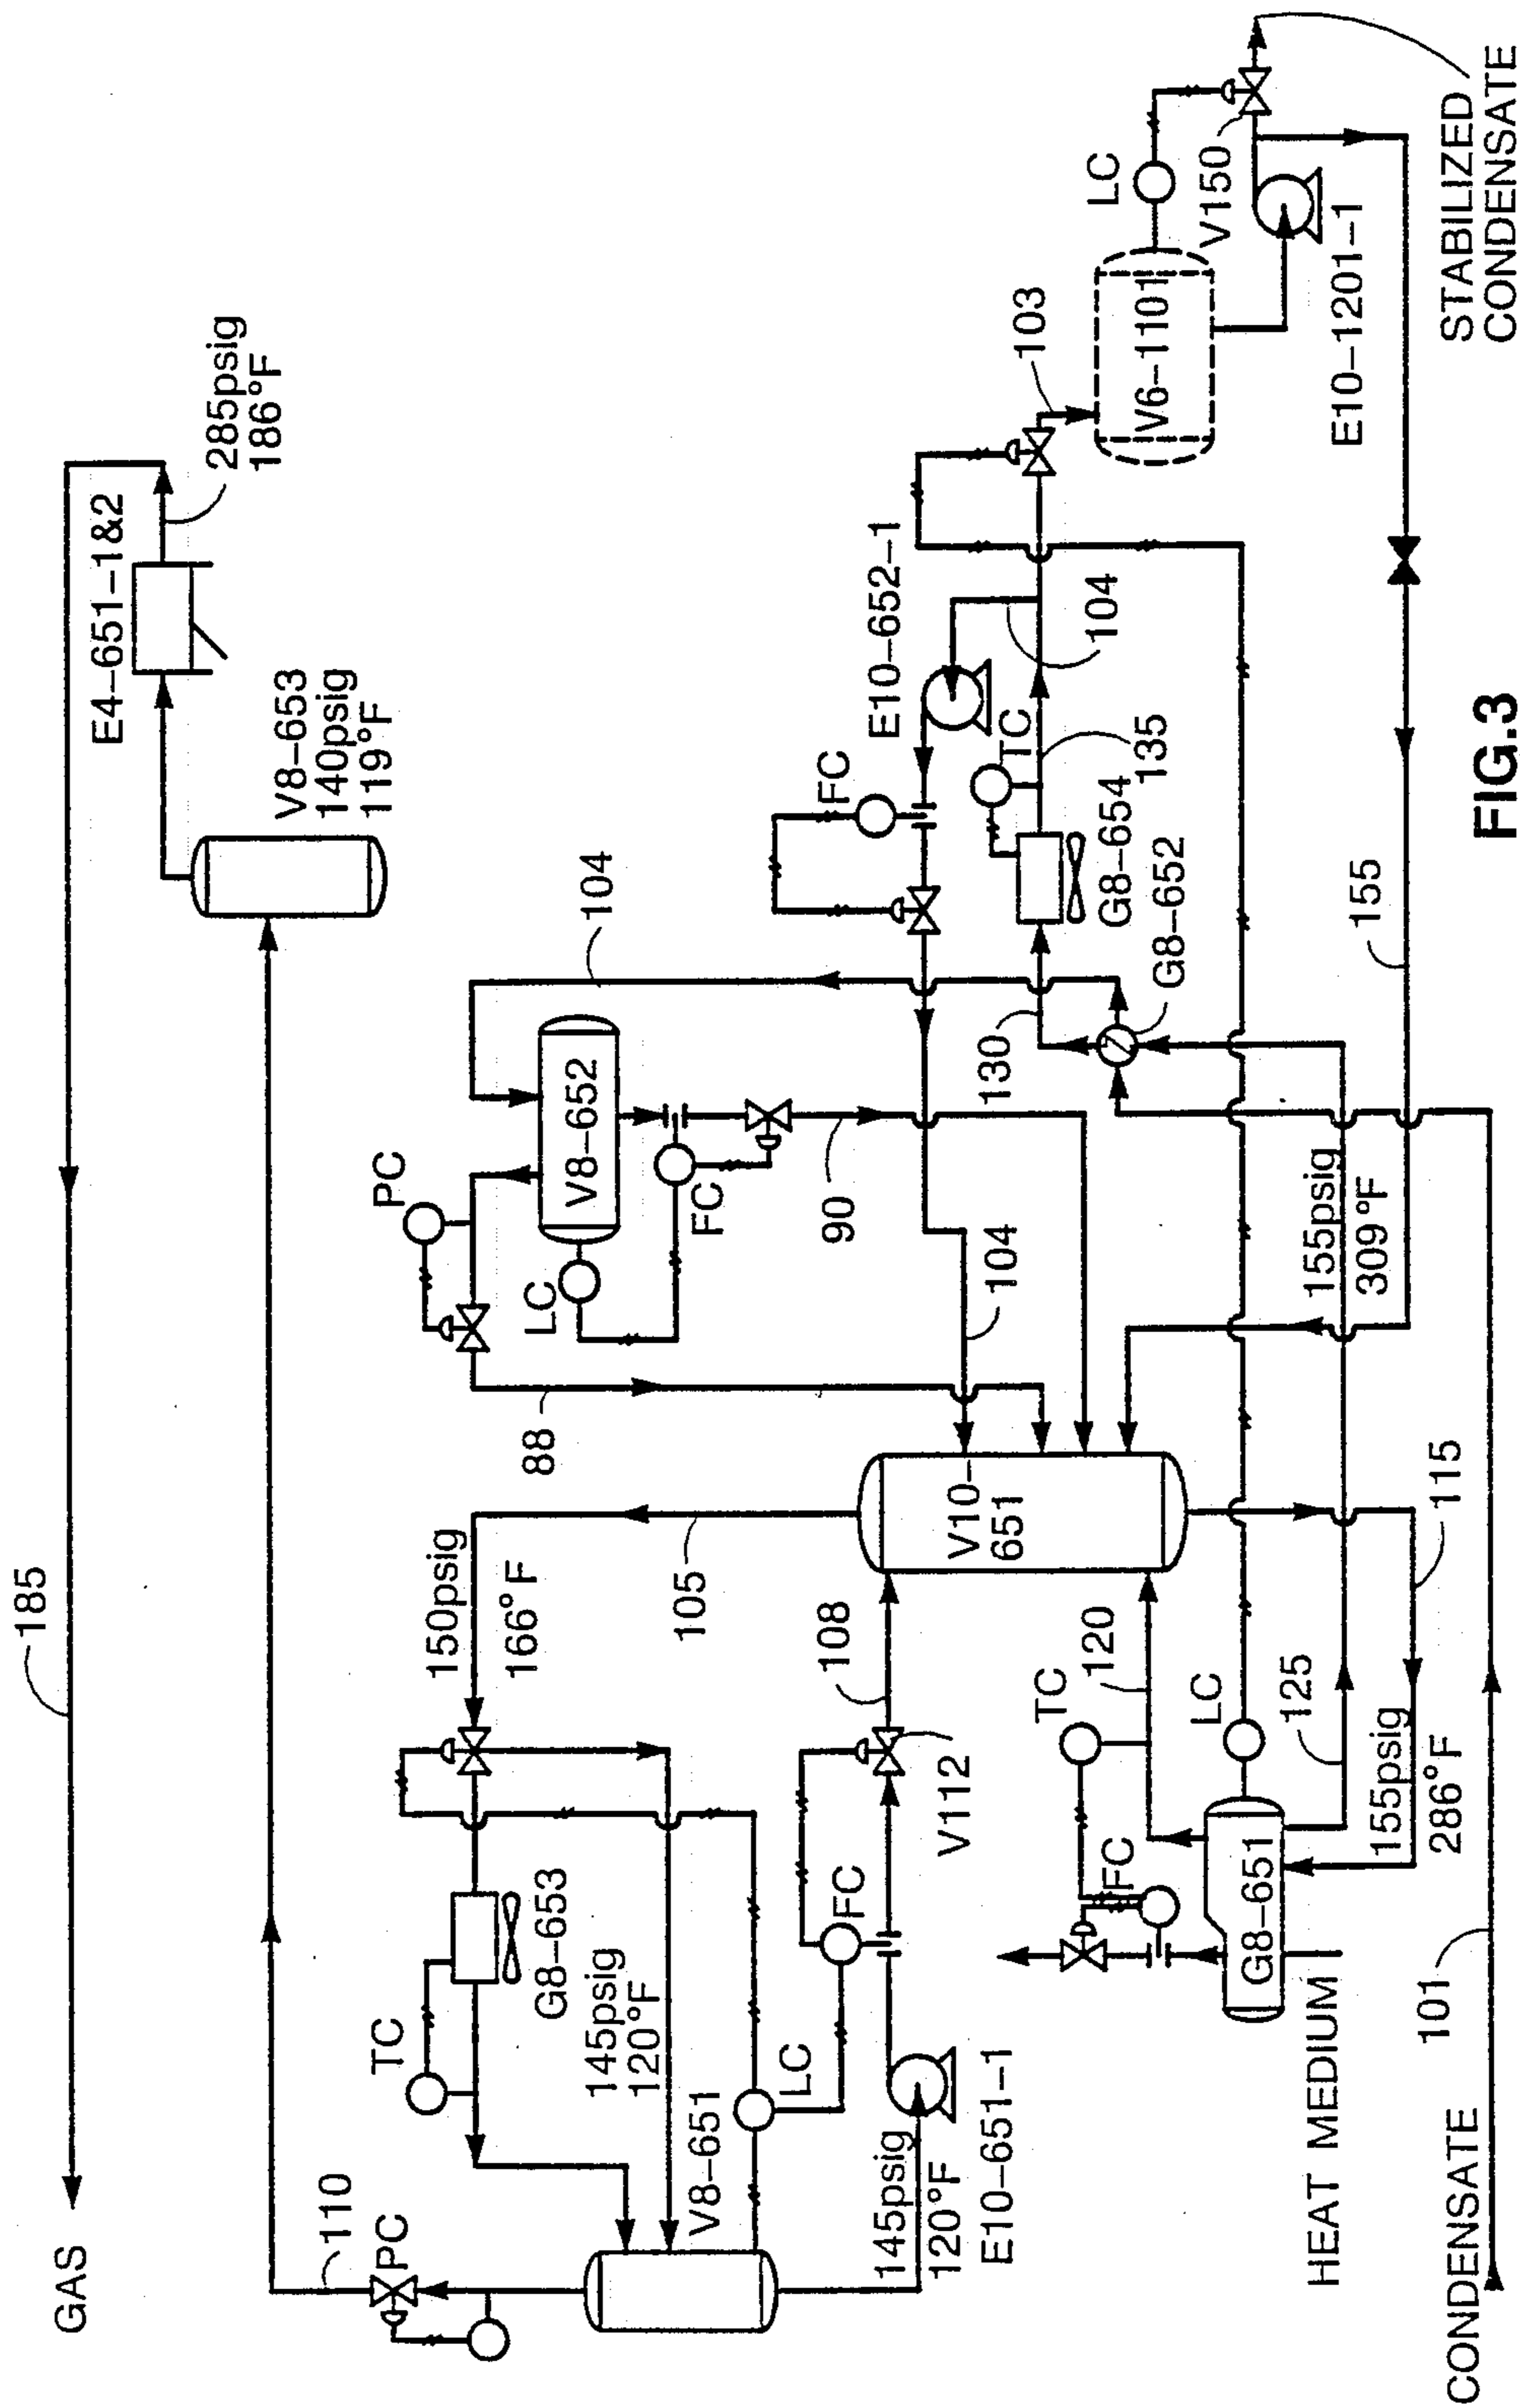 GAS
185
E4–651–1&2
285psig
186°F
V8–653
140psig
119°F
110
PC
TC
G8–653
145psig
120°F
V8–651
LC
150psig
166°F
105
88
PC
V8–652
LC
FC
90
104
104
FC
E10–652–1
TC
135
G8–654
G8–652
130
104
103
LC
V6–1101
V150
E10–1201–1
STABILIZED
CONDENSATE
145psig
120°F
E10–651–1
FC
V112
108
V10–
651
TC
120
FC
LC
G8–651
125
HEAT MEDIUM
155psig
286°F
115
155psig
309°F
155
101
CONDENSATE
FIG.3